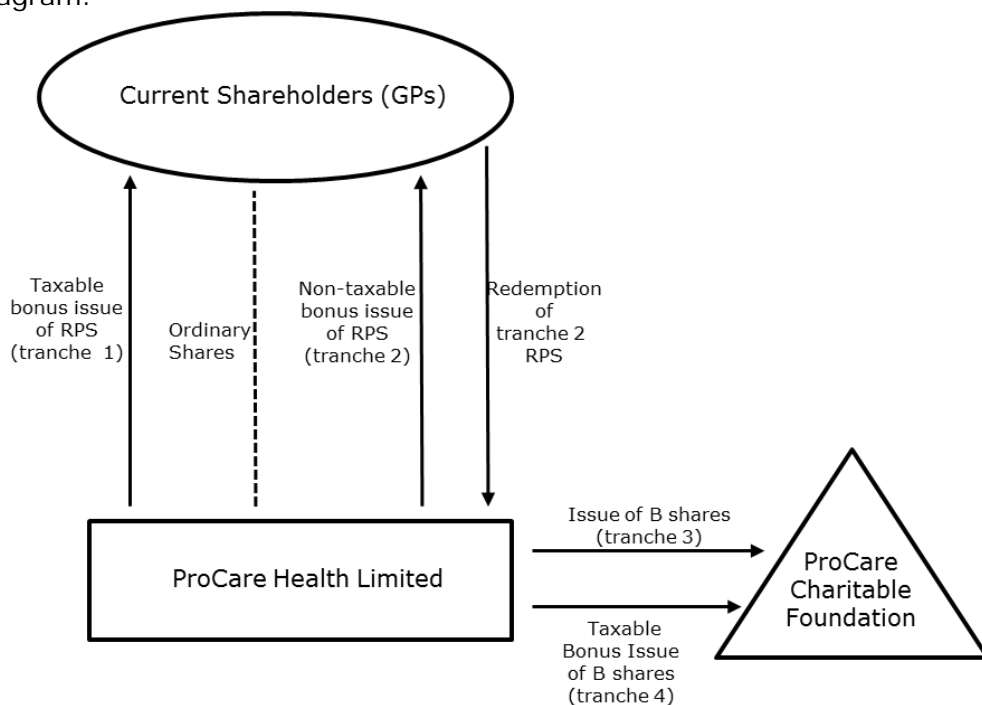 Current Shareholders (GPs)
Taxable
bonus issue
of RPS
(tranche 1)
Ordinary
Shares
Non-taxable
bonus issue
of RPS
(tranche 2)
Redemption
of
tranche 2
RPS
ProCare Health Limited
Issue of B shares
(tranche 3)
Taxable
Bonus Issue
of B shares
(tranche 4)
ProCare
Charitable
Foundation